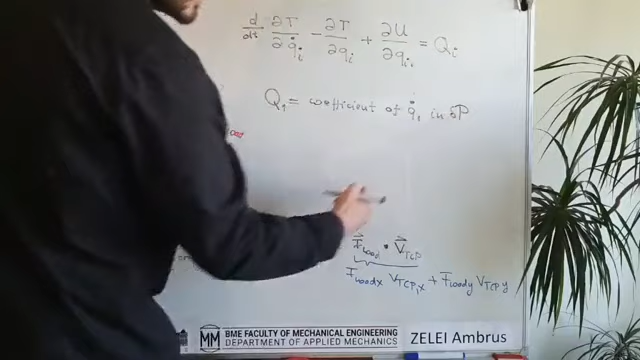 d/dt ∂T/∂q̇ᵢ − ∂T/∂qᵢ + ∂U/∂qᵢ = Qᵢ
Q₁ = coefficient of q̇₁ in δP
F⃗load · V⃗TCP
Floadx VTCP,x + Floady VTCP y
MM BME FACULTY OF MECHANICAL ENGINEERING
DEPARTMENT OF APPLIED MECHANICS
ZELEI Ambrus